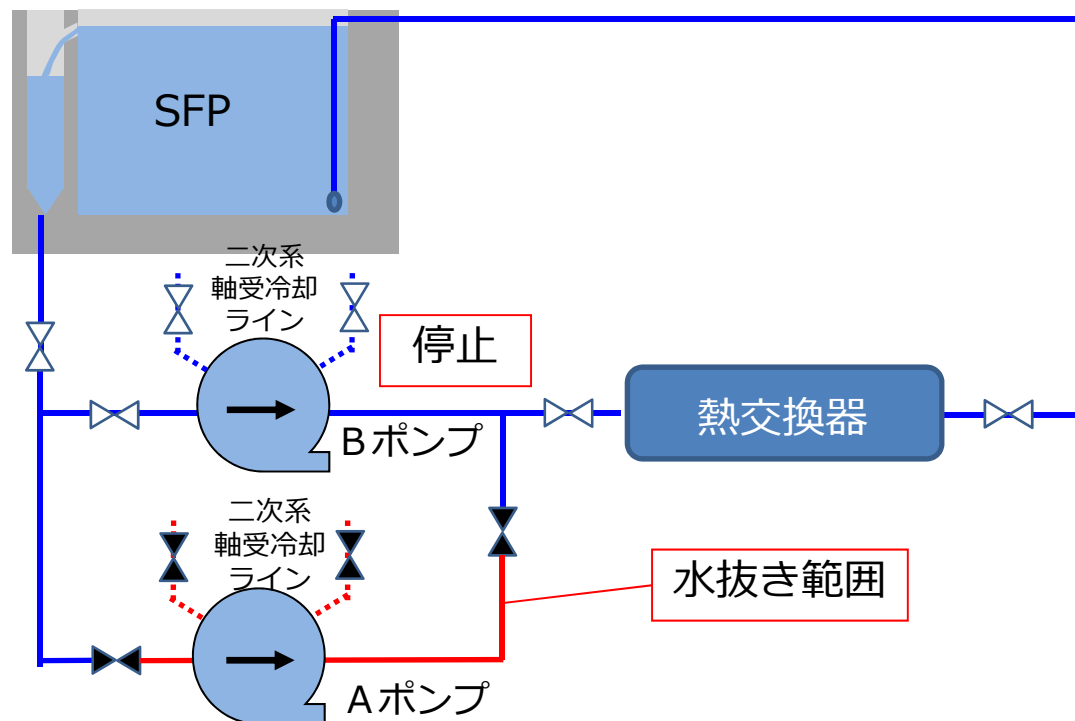 SFP
二次系
軸受冷却
ライン
停止
Bポンプ
熱交換器
二次系
軸受冷却
ライン
水抜き範囲
Aポンプ